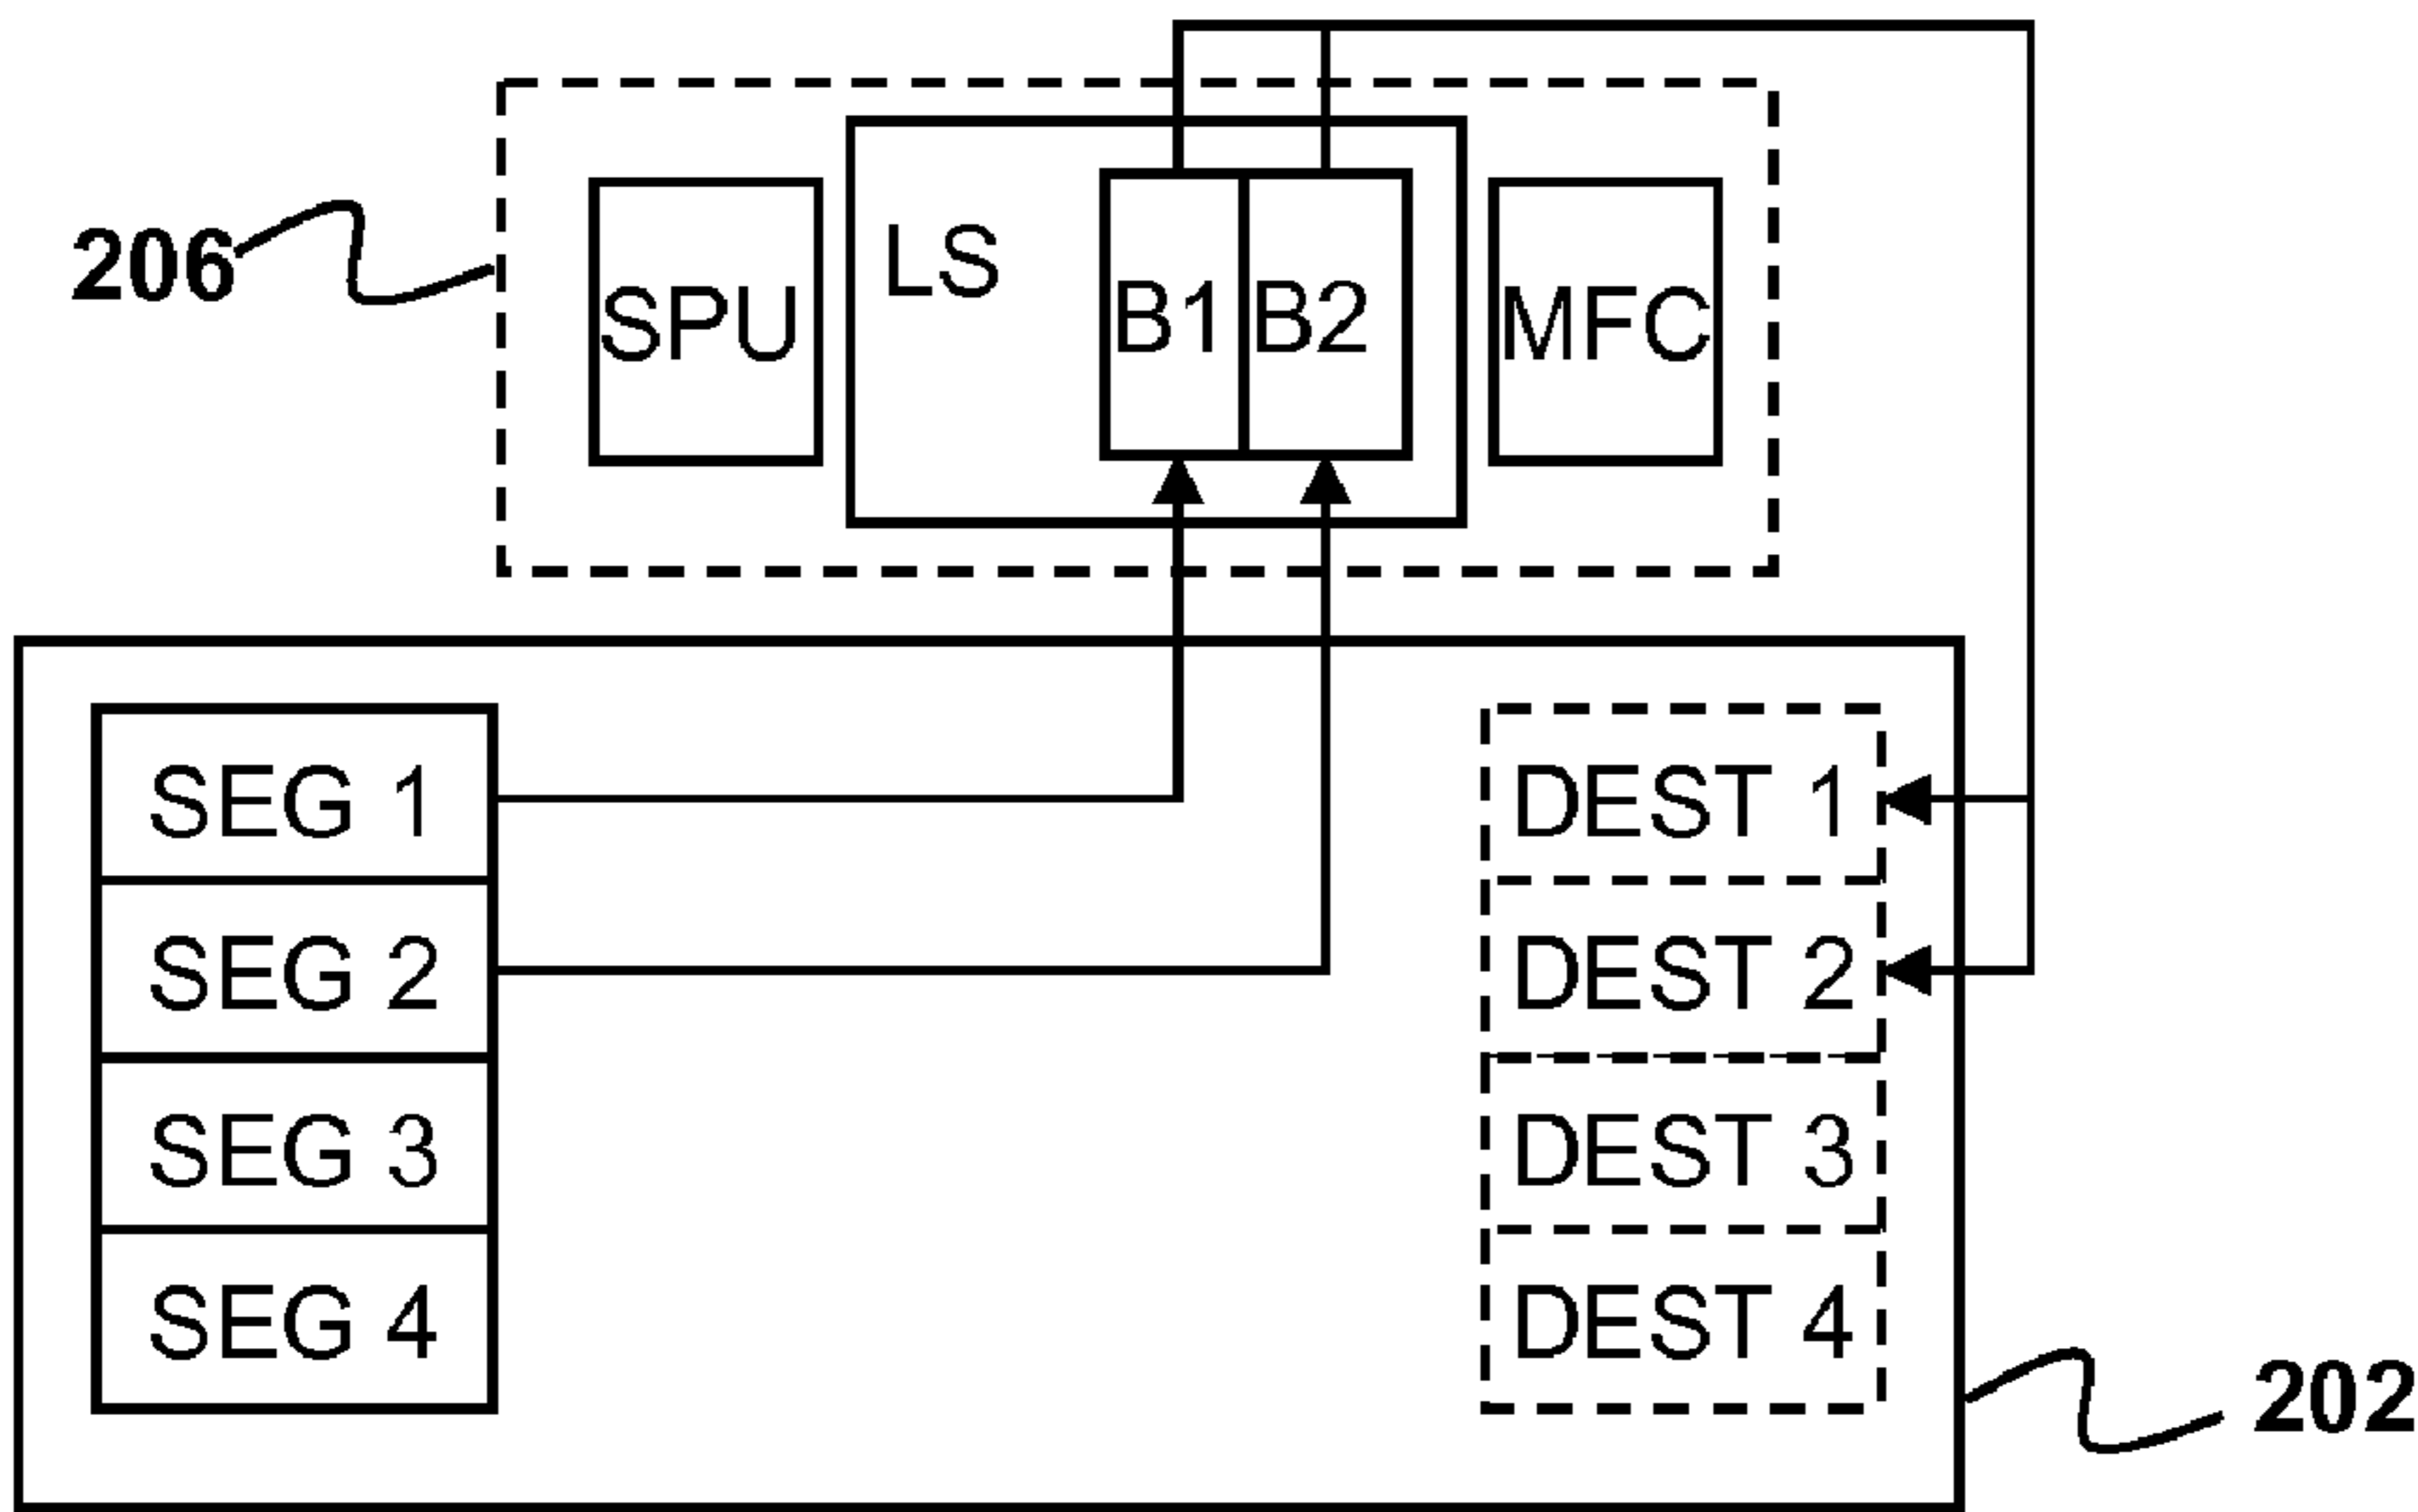 206
SPU
LS
B1
B2
MFC
SEG 1
SEG 2
SEG 3
SEG 4
DEST 1
DEST 2
DEST 3
DEST 4
202